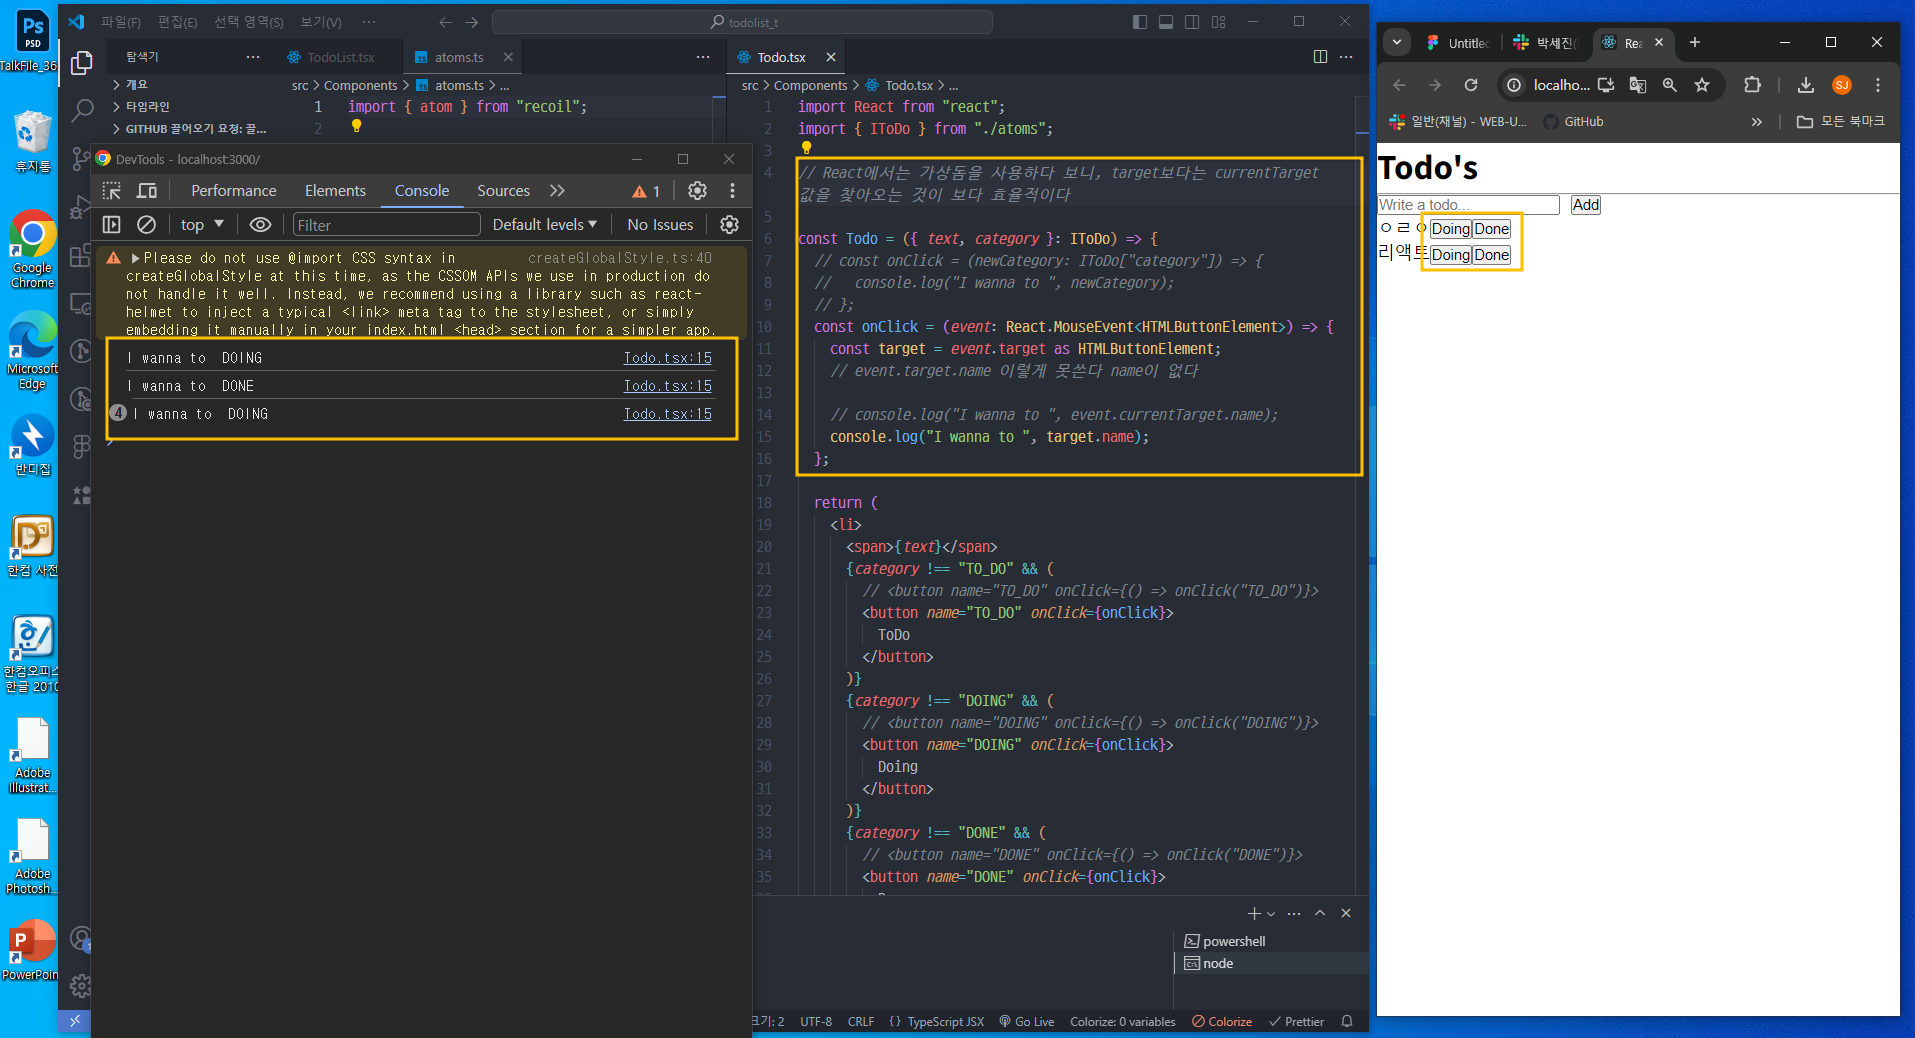 파일(F) 편집(E) 선택 영역(S) 보기(V) ···
todolist_t
탐색기 ···
TodoList.tsx
atoms.ts
···
Todo.tsx
···
개요
타임라인
GITHUB 끌어오기 요청: 끌...
src > Components > atoms.ts > ...
1 import { atom } from "recoil";
2
src > Components > Todo.tsx > ...
1 import React from "react";
2 import { IToDo } from "./atoms";
3
4 // React에서는 가상돔을 사용하다 보니, target보다는 currentTarget
값을 찾아오는 것이 보다 효율적이다
5
6 const Todo = ({ text, category }: IToDo) => {
7 // const onClick = (newCategory: IToDo["category"]) => {
8 //   console.log("I wanna to ", newCategory);
9 // };
10 const onClick = (event: React.MouseEvent<HTMLButtonElement>) => {
11 const target = event.target as HTMLButtonElement;
12 // event.target.name 이렇게 못쓴다 name이 없다
13
14 // console.log("I wanna to ", event.currentTarget.name);
15 console.log("I wanna to ", target.name);
16 };
17
18 return (
19 <li>
20 <span>{text}</span>
21 {category !== "TO_DO" && (
22 // <button name="TO_DO" onClick={() => onClick("TO_DO")}>
23 <button name="TO_DO" onClick={onClick}>
24 ToDo
25 </button>
26 )}
27 {category !== "DOING" && (
28 // <button name="DOING" onClick={() => onClick("DOING")}>
29 <button name="DOING" onClick={onClick}>
30 Doing
31 </button>
32 )}
33 {category !== "DONE" && (
34 // <button name="DONE" onClick={() => onClick("DONE")}>
35 <button name="DONE" onClick={onClick}>
powershell
node
크기: 2 UTF-8 CRLF {} TypeScript JSX Go Live Colorize: 0 variables Colorize Prettier
DevTools - localhost:3000/
Performance Elements Console Sources 1
top Filter Default levels No Issues
Please do not use @import CSS syntax in createGlobalStyle.ts:40
createGlobalStyle at this time, as the CSSOM APIs we use in production do
not handle it well. Instead, we recommend using a library such as react-
helmet to inject a typical <link> meta tag to the stylesheet, or simply
embedding it manually in your index.html <head> section for a simpler app.
I wanna to  DOING Todo.tsx:15
I wanna to  DONE Todo.tsx:15
4 I wanna to  DOING Todo.tsx:15
Untitled
박세진(
Rea
localho...
SJ
일반(채널) - WEB-U...
GitHub
모든 북마크
Todo's
Write a todo...
Add
ㅇㄹㅇ Doing Done
리액트 Doing Done
Ps
PSD
TalkFile_36
휴지통
Google
Chrome
Microsoft
Edge
반디집
한컴 사전
한컴오피스
한글 2010
Adobe
Illustrat...
Adobe
Photosh...
PowerPoin